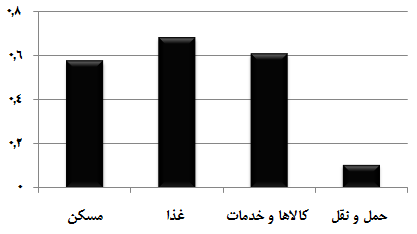 ۰,۸
۰,۶
۰,۴
۰,۲
۰
مسکن
غذا
کالاها و خدمات
حمل و نقل